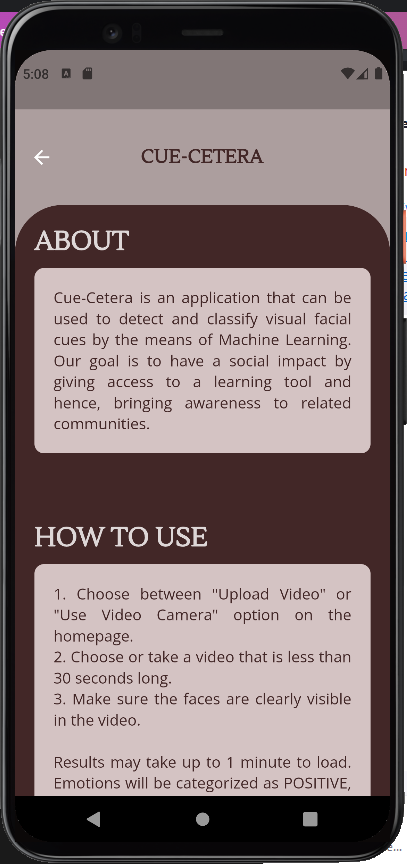 5:08
CUE-CETERA
ABOUT
Cue-Cetera is an application that can be
used to detect and classify visual facial
cues by the means of Machine Learning.
Our goal is to have a social impact by
giving access to a learning tool and
hence, bringing awareness to related
communities.
HOW TO USE
1. Choose between "Upload Video" or
"Use Video Camera" option on the
homepage.
2. Choose or take a video that is less than
30 seconds long.
3. Make sure the faces are clearly visible
in the video.
Results may take up to 1 minute to load.
Emotions will be categorized as POSITIVE,